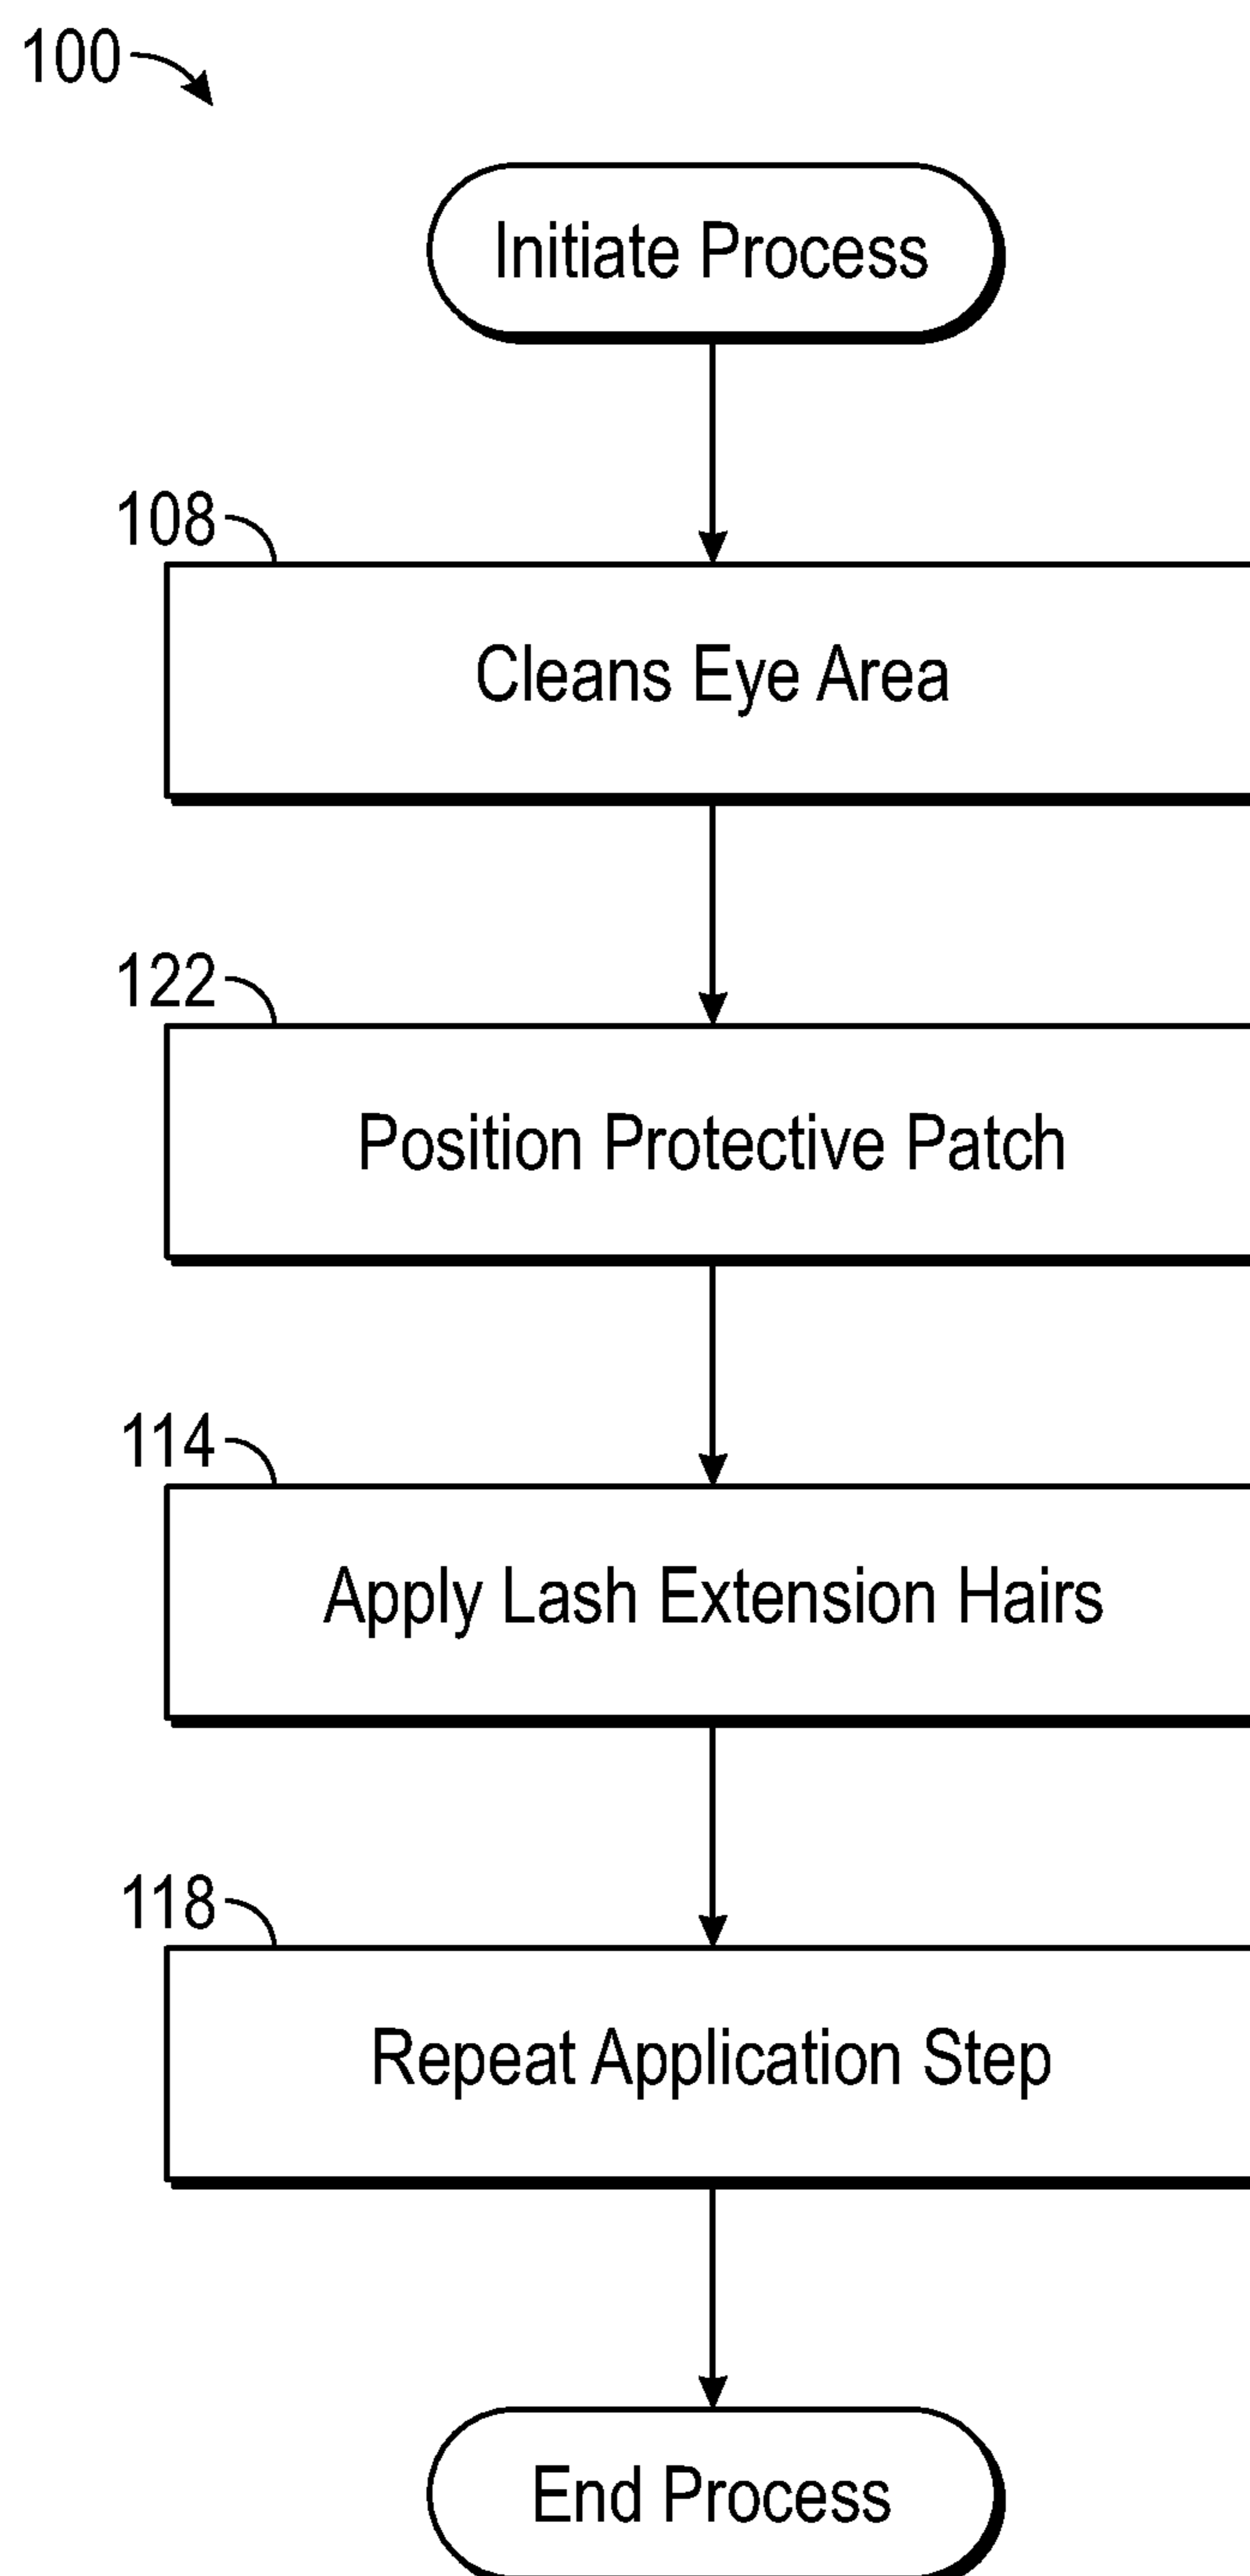 100
Initiate Process
108
Cleans Eye Area
122
Position Protective Patch
114
Apply Lash Extension Hairs
118
Repeat Application Step
End Process